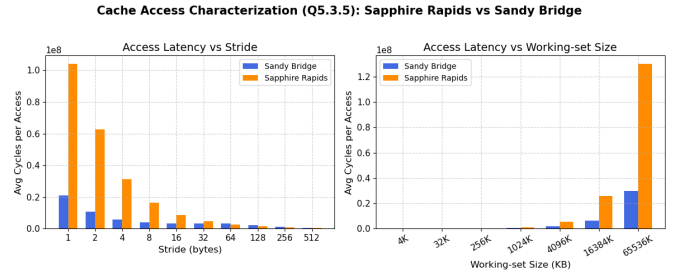 Cache Access Characterization (Q5.3.5): Sapphire Rapids vs Sandy Bridge
Access Latency vs Stride
1e8
Sandy Bridge
Sapphire Rapids
Avg Cycles per Access
1.0
0.8
0.6
0.4
0.2
0.0
1 2 4 8 16 32 64 128 256 512
Stride (bytes)
Access Latency vs Working-set Size
1e8
Sandy Bridge
Sapphire Rapids
Avg Cycles per Access
1.2
1.0
0.8
0.6
0.4
0.2
0.0
4K 32K 256K 1024K 4096K 16384K 65536K
Working-set Size (KB)